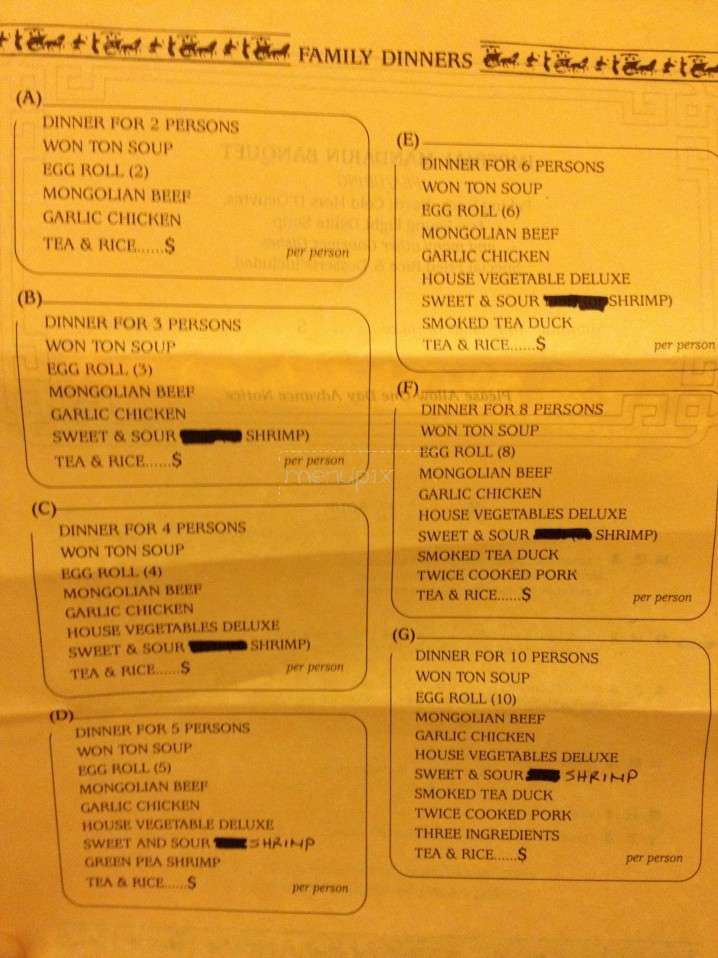 FAMILY DINNERS
(A)
DINNER FOR 2 PERSONS
WON TON SOUP
EGG ROLL (2)
MONGOLIAN BEEF
GARLIC CHICKEN
TEA & RICE......$ per person
(B)
DINNER FOR 3 PERSONS
WON TON SOUP
EGG ROLL (3)
MONGOLIAN BEEF
GARLIC CHICKEN
SWEET & SOUR SHRIMP)
TEA & RICE......$ per person
menupix
(C)
DINNER FOR 4 PERSONS
WON TON SOUP
EGG ROLL (4)
MONGOLIAN BEEF
GARLIC CHICKEN
HOUSE VEGETABLES DELUXE
SWEET & SOUR SHRIMP)
TEA & RICE......$ per person
(D)
DINNER FOR 5 PERSONS
WON TON SOUP
EGG ROLL (5)
MONGOLIAN BEEF
GARLIC CHICKEN
HOUSE VEGETABLE DELUXE
SWEET AND SOUR SHRIMP
GREEN PEA SHRIMP
TEA & RICE......$ per person
(E)
DINNER FOR 6 PERSONS
WON TON SOUP
EGG ROLL (6)
MONGOLIAN BEEF
GARLIC CHICKEN
HOUSE VEGETABLE DELUXE
SWEET & SOUR SHRIMP)
SMOKED TEA DUCK
TEA & RICE......$ per person
(F)
DINNER FOR 8 PERSONS
WON TON SOUP
EGG ROLL (8)
MONGOLIAN BEEF
GARLIC CHICKEN
HOUSE VEGETABLES DELUXE
SWEET & SOUR SHRIMP)
SMOKED TEA DUCK
TWICE COOKED PORK
TEA & RICE......$ per person
(G)
DINNER FOR 10 PERSONS
WON TON SOUP
EGG ROLL (10)
MONGOLIAN BEEF
GARLIC CHICKEN
HOUSE VEGETABLES DELUXE
SWEET & SOUR SHRIMP
SMOKED TEA DUCK
TWICE COOKED PORK
THREE INGREDIENTS
TEA & RICE......$ per person